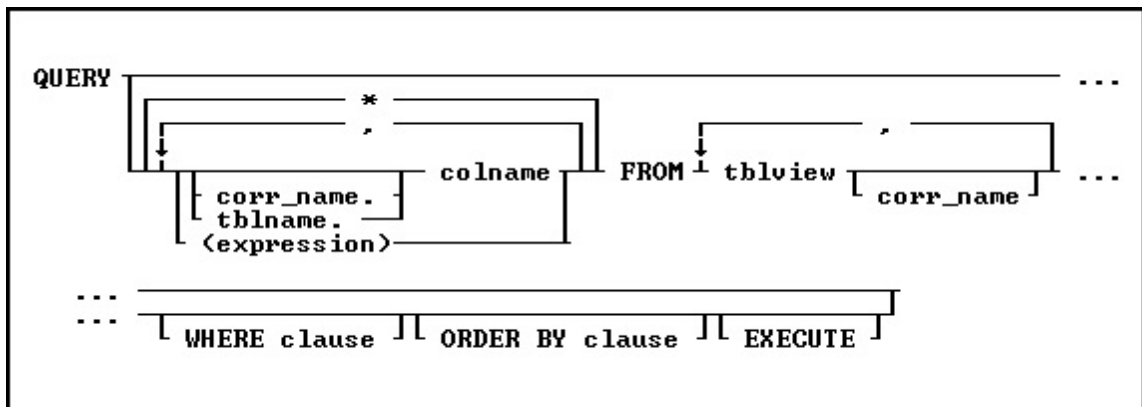 QUERY ...
*
,
,
colname FROM tblview ...
corr_name. corr_name
tblname.
(expression)
...
...
WHERE clause ORDER BY clause EXECUTE